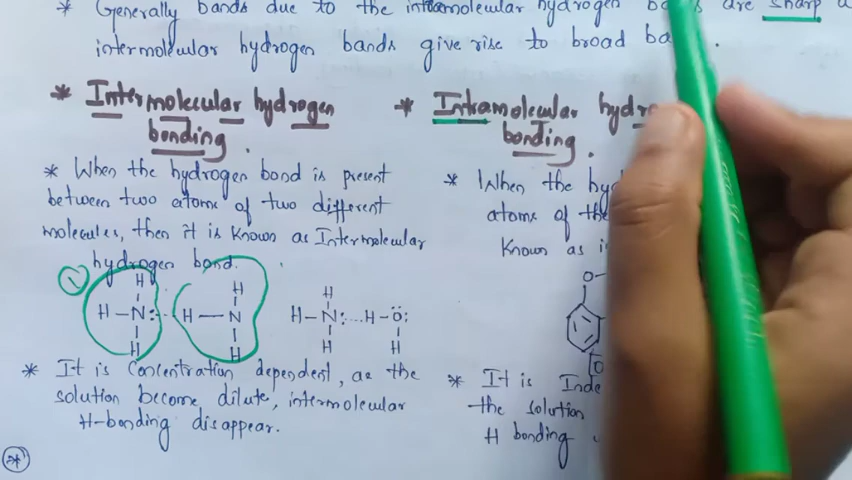 * Generally bands due to the intramolecular hydrogen are sharp
intermolecular hydrogen bands give rise to broad
* Intermolecular hydrogen
bonding.
* When the hydrogen bond is present
between two atoms of two different
molecules, then it is known as Intermolecular
hydrogen bond.
H H
H–N: ... H–N
H H
H
H–N: ... H–O:
H H
* It is Concentration dependent, as the
solution become dilute, intermolecular
H-bonding disappear.
* Intramolecular
bonding.
* When the
atoms of
Known as
O
* It is
the solution
H bonding